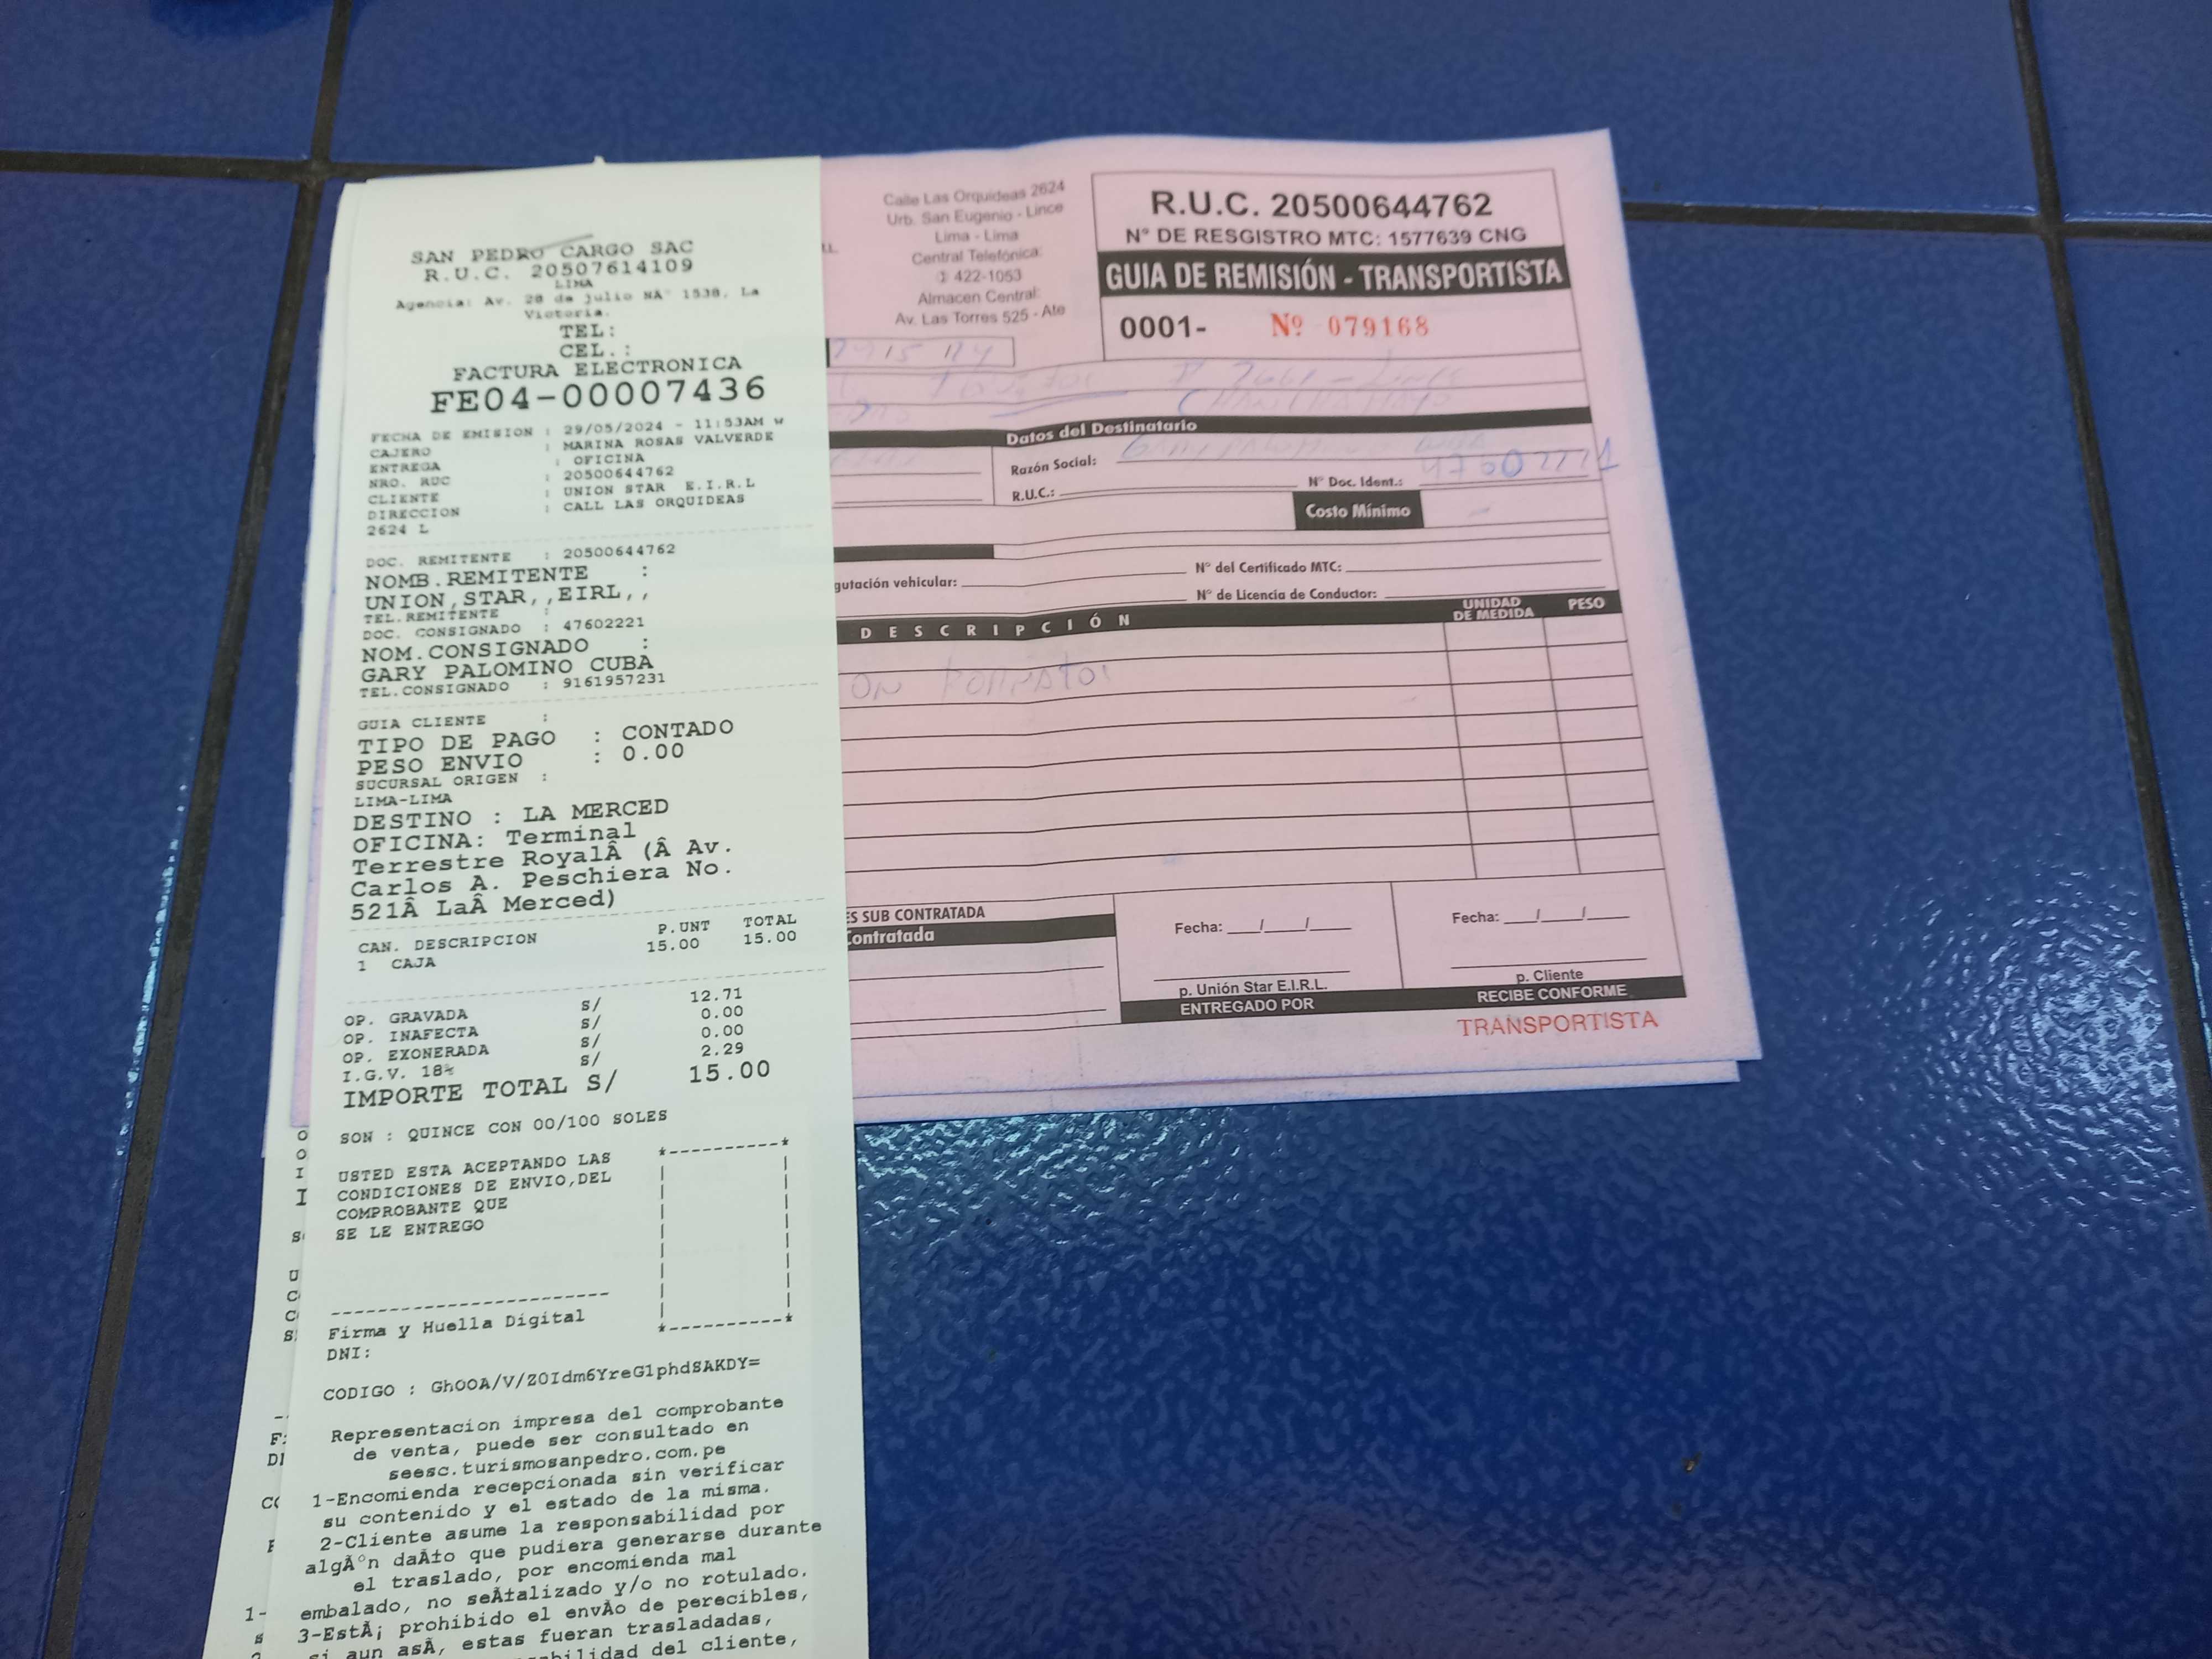 SAN PEDRO CARGO SAC
R.U.C. 20507614109
LIMA
Agencia: Av. 28 de julio NÂ° 1538, La
Victoria.
TEL:
CEL.:
FACTURA ELECTRONICA
FE04-00007436
FECHA DE EMISION : 29/05/2024 - 11:53AM w
CAJERO : MARINA ROSAS VALVERDE
ENTREGA : OFICINA
NRO. RUC : 20500644762
CLIENTE : UNION STAR E.I.R.L
DIRECCION : CALL LAS ORQUIDEAS
2624 L
DOC. REMITENTE : 20500644762
NOMB.REMITENTE :
UNION,STAR,,EIRL,,
TEL.REMITENTE :
DOC. CONSIGNADO : 47602221
NOM.CONSIGNADO :
GARY PALOMINO CUBA
TEL.CONSIGNADO : 9161957231
GUIA CLIENTE :
TIPO DE PAGO : CONTADO
PESO ENVIO : 0.00
SUCURSAL ORIGEN :
LIMA-LIMA
DESTINO : LA MERCED
OFICINA: Terminal
Terrestre RoyalÂ (Â Av.
Carlos A. Peschiera No.
521Â LaÂ Merced)
CAN. DESCRIPCION P.UNT TOTAL
1 CAJA 15.00 15.00
OP. GRAVADA S/ 12.71
OP. INAFECTA S/ 0.00
OP. EXONERADA S/ 0.00
I.G.V. 18% S/ 2.29
IMPORTE TOTAL S/ 15.00
SON : QUINCE CON 00/100 SOLES
USTED ESTA ACEPTANDO LAS
CONDICIONES DE ENVIO,DEL
COMPROBANTE QUE
SE LE ENTREGO
Firma y Huella Digital
DNI:
CODIGO : GhOOA/V/Z0Idm6YreG1phdSAKDY=
Representacion impresa del comprobante
de venta, puede ser consultado en
seesc.turismosanpedro.com.pe
1-Encomienda recepcionada sin verificar
su contenido y el estado de la misma.
2-Cliente asume la responsabilidad por
algÃºn daÃ±o que pudiera generarse durante
el traslado, por encomienda mal
embalado, no seÃ±alizado y/o no rotulado.
3-EstÃ¡ prohibido el envÃ­o de perecibles,
si aun asÃ­, estas fueran trasladadas,
del cliente,
Calle Las Orquideas 2624
Urb. San Eugenio - Lince
Lima - Lima
Central Telefónica:
422-1053
Almacen Central:
Av. Las Torres 525 - Ate
R.U.C. 20500644762
N° DE RESGISTRO MTC: 1577639 CNG
GUIA DE REMISIÓN - TRANSPORTISTA
0001- Nº 079168
Datos del Destinatario
Razón Social:
R.U.C.: N° Doc. Ident.:
Costo Mínimo
vehicular: N° del Certificado MTC:
N° de Licencia de Conductor:
DESCRIPCIÓN UNIDAD DE MEDIDA PESO
SUB CONTRATADA
Contratada
Fecha: __/__/__
p. Unión Star E.I.R.L.
ENTREGADO POR
Fecha: __/__/__
p. Cliente
RECIBE CONFORME
TRANSPORTISTA